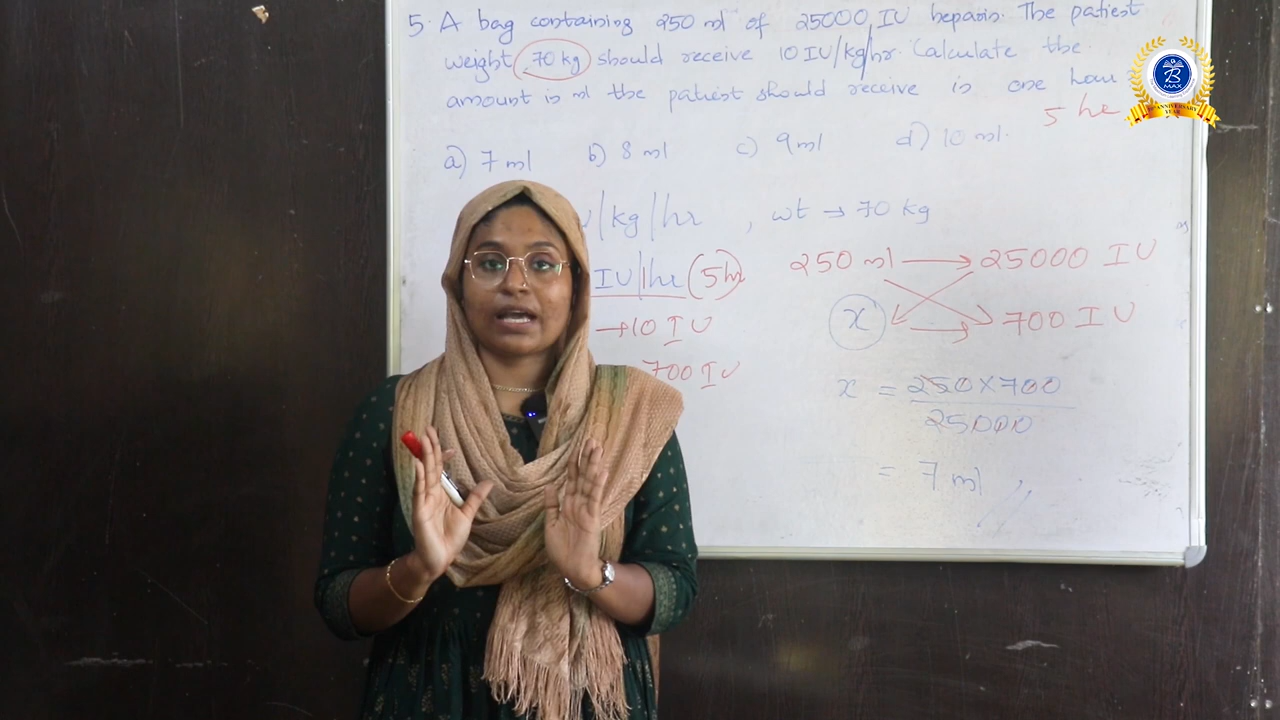 5. A bag containing 250 ml of 25000 IU heparin. The patient
weight 70 kg should receive 10 IU/kg/hr. Calculate the
amount in ml the patient should receive in one hour
5 hr
a) 7 ml b) 8 ml c) 9 ml d) 10 ml.
/kg/hr , wt → 70 kg
IU/hr (5hr)
→10 IU
700 IU
250 ml → 25000 IU
x → 700 IU
x = 250×700
25000
= 7 ml //
B
MAX
ANNIVERSARY
YEAR